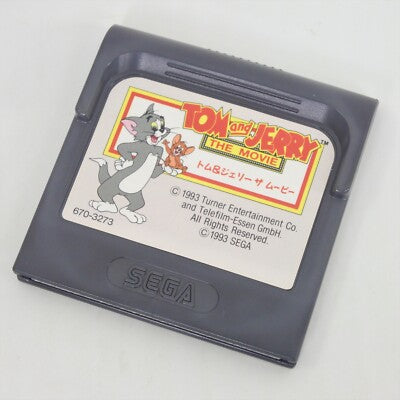 TOM and JERRY™
THE MOVIE
トム&ジェリー ザ ムービー
© 1993 Turner Entertainment Co.
and Telefilm-Essen GmbH.
All Rights Reserved.
© 1993 SEGA
670-3273
SEGA